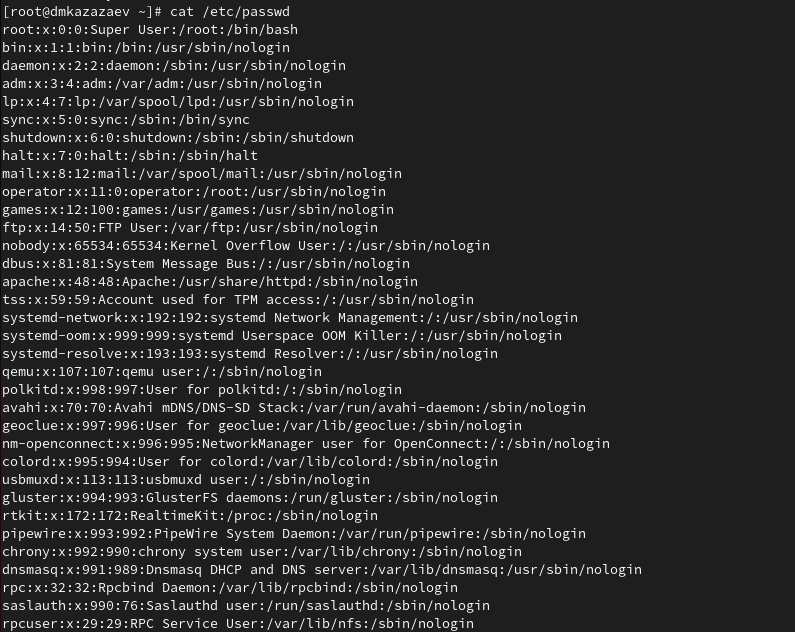 [root@dmkazazaev ~]# cat /etc/passwd
root:x:0:0:Super User:/root:/bin/bash
bin:x:1:1:bin:/bin:/usr/sbin/nologin
daemon:x:2:2:daemon:/sbin:/usr/sbin/nologin
adm:x:3:4:adm:/var/adm:/usr/sbin/nologin
lp:x:4:7:lp:/var/spool/lpd:/usr/sbin/nologin
sync:x:5:0:sync:/sbin:/bin/sync
shutdown:x:6:0:shutdown:/sbin:/sbin/shutdown
halt:x:7:0:halt:/sbin:/sbin/halt
mail:x:8:12:mail:/var/spool/mail:/usr/sbin/nologin
operator:x:11:0:operator:/root:/usr/sbin/nologin
games:x:12:100:games:/usr/games:/usr/sbin/nologin
ftp:x:14:50:FTP User:/var/ftp:/usr/sbin/nologin
nobody:x:65534:65534:Kernel Overflow User:/:/usr/sbin/nologin
dbus:x:81:81:System Message Bus:/:/usr/sbin/nologin
apache:x:48:48:Apache:/usr/share/httpd:/sbin/nologin
tss:x:59:59:Account used for TPM access:/:/usr/sbin/nologin
systemd-network:x:192:192:systemd Network Management:/:/usr/sbin/nologin
systemd-oom:x:999:999:systemd Userspace OOM Killer:/:/usr/sbin/nologin
systemd-resolve:x:193:193:systemd Resolver:/:/usr/sbin/nologin
qemu:x:107:107:qemu user:/:/sbin/nologin
polkitd:x:998:997:User for polkitd:/:/sbin/nologin
avahi:x:70:70:Avahi mDNS/DNS-SD Stack:/var/run/avahi-daemon:/sbin/nologin
geoclue:x:997:996:User for geoclue:/var/lib/geoclue:/sbin/nologin
nm-openconnect:x:996:995:NetworkManager user for OpenConnect:/:/sbin/nologin
colord:x:995:994:User for colord:/var/lib/colord:/sbin/nologin
usbmuxd:x:113:113:usbmuxd user:/:/sbin/nologin
gluster:x:994:993:GlusterFS daemons:/run/gluster:/sbin/nologin
rtkit:x:172:172:RealtimeKit:/proc:/sbin/nologin
pipewire:x:993:992:PipeWire System Daemon:/var/run/pipewire:/sbin/nologin
chrony:x:992:990:chrony system user:/var/lib/chrony:/sbin/nologin
dnsmasq:x:991:989:Dnsmasq DHCP and DNS server:/var/lib/dnsmasq:/usr/sbin/nologin
rpc:x:32:32:Rpcbind Daemon:/var/lib/rpcbind:/sbin/nologin
saslauth:x:990:76:Saslauthd user:/run/saslauthd:/sbin/nologin
rpcuser:x:29:29:RPC Service User:/var/lib/nfs:/sbin/nologin